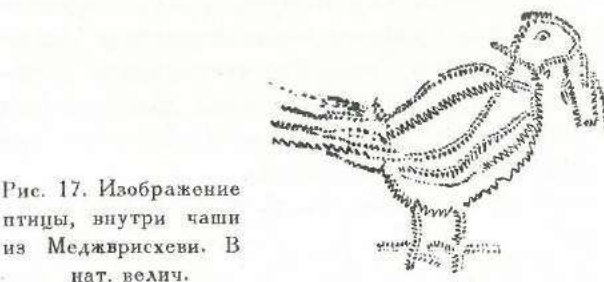 Рис. 17. Изображение
птицы, внутри чаши
из Меджврисхеви. В
нат. велич.